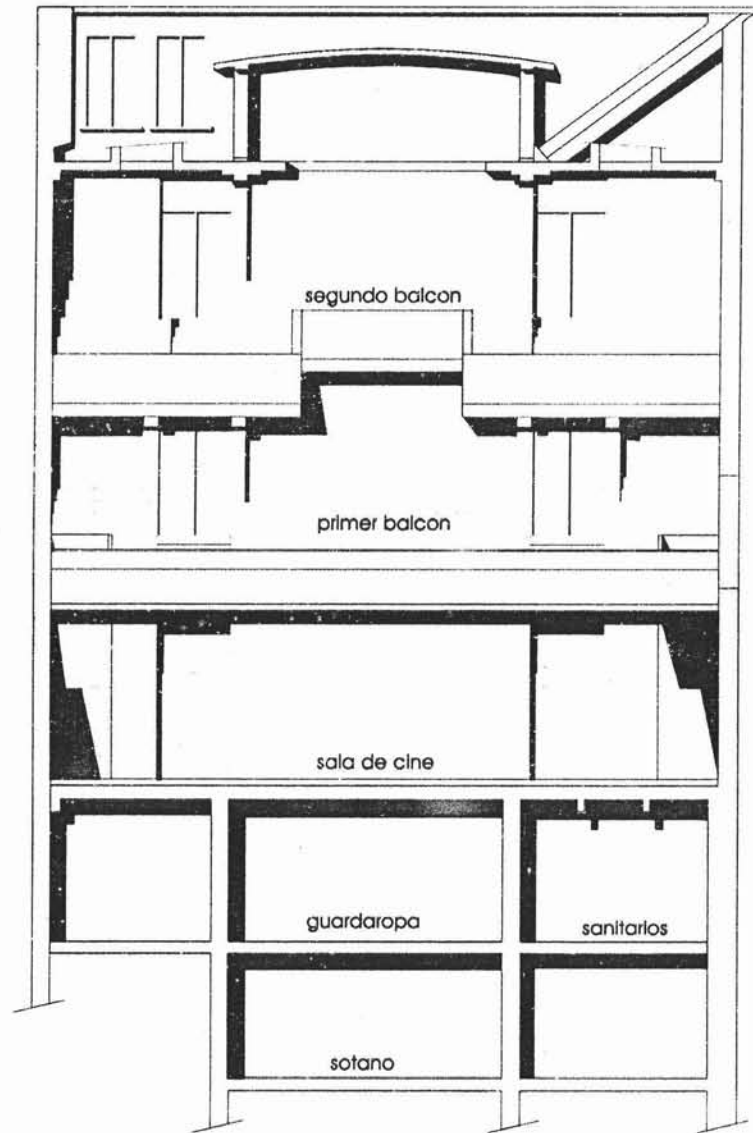 segundo balcon
primer balcon
sala de cine
guardaropa
sanitarios
sotano